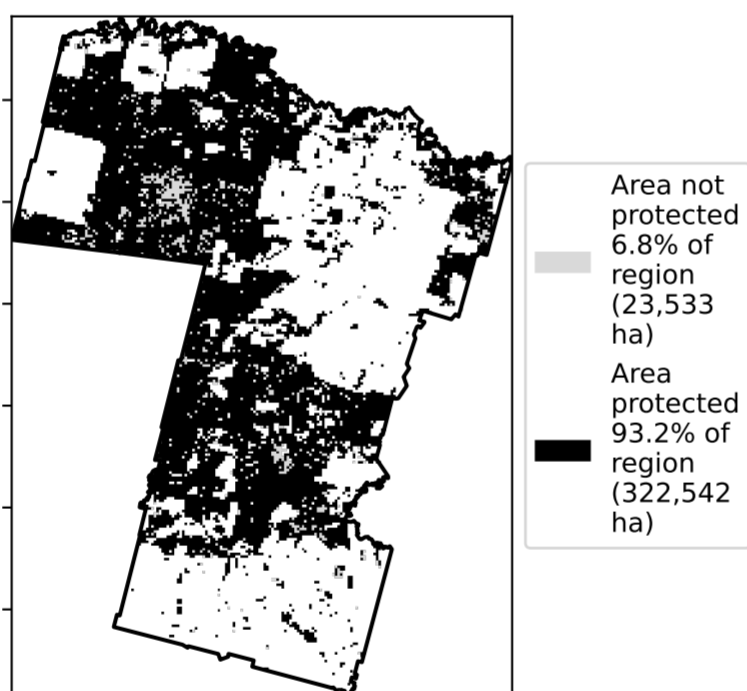 Area not
protected
6.8% of
region
(23,533
ha)
Area
protected
93.2% of
region
(322,542
ha)